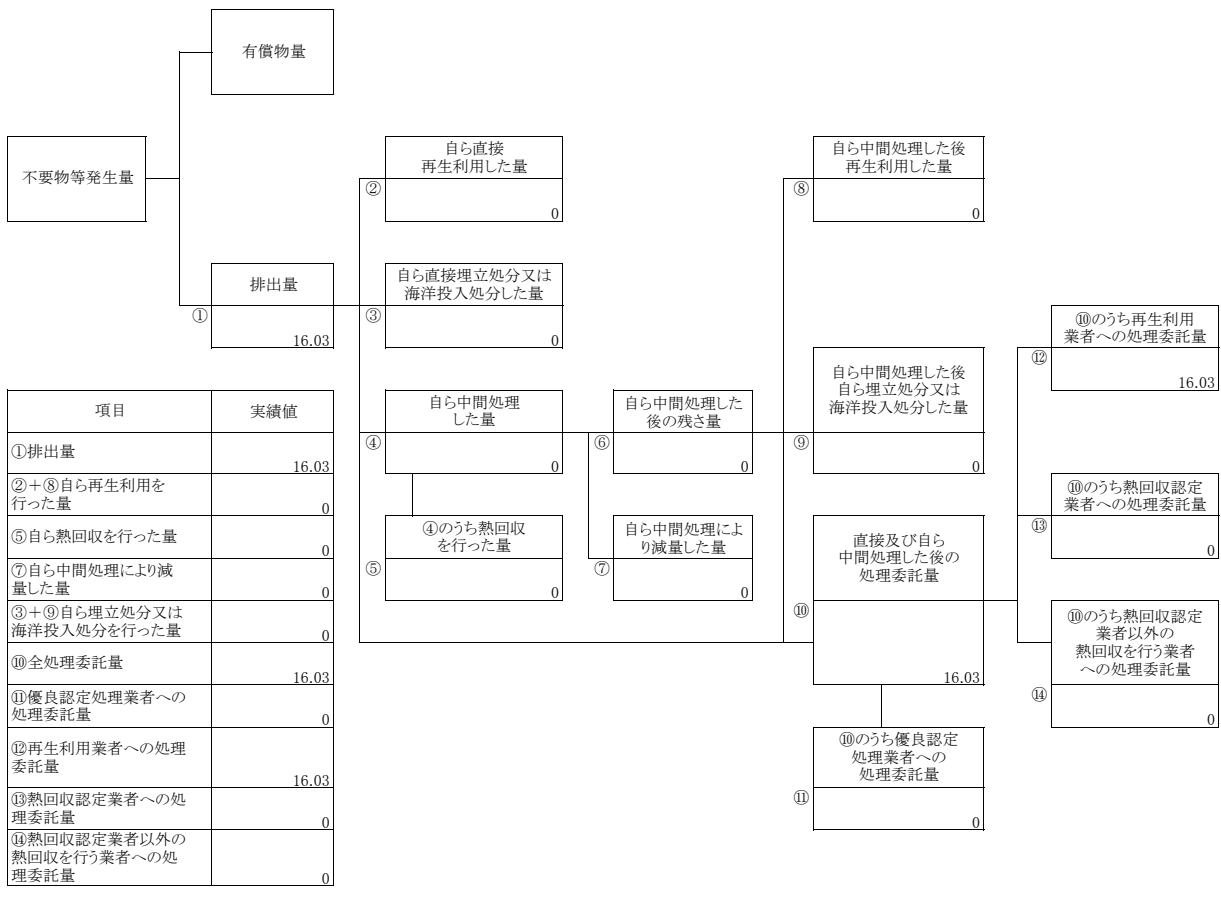 有償物量
不要物等発生量
自ら直接
再生利用した量
②
0
自ら中間処理した後
再生利用した量
⑧
0
排出量
①
16.03
自ら直接埋立処分又は
海洋投入処分した量
③
0
⑩のうち再生利用
業者への処理委託量
⑫
16.03
自ら中間処理
した量
④
0
自ら中間処理した
後の残さ量
⑥
0
自ら中間処理した後
自ら埋立処分又は
海洋投入処分した量
⑨
0
⑩のうち熱回収認定
業者への処理委託量
⑬
0
④のうち熱回収
を行った量
⑤
0
自ら中間処理によ
り減量した量
⑦
0
直接及び自ら
中間処理した後の
処理委託量
⑩
16.03
⑩のうち熱回収認定
業者以外の
熱回収を行う業者
への処理委託量
⑭
0
⑩のうち優良認定
処理業者への
処理委託量
⑪
0
項目 実績値
①排出量
16.03
②+⑧自ら再生利用を
行った量
0
⑤自ら熱回収を行った量
0
⑦自ら中間処理により減
量した量
0
③+⑨自ら埋立処分又は
海洋投入処分を行った量
0
⑩全処理委託量
16.03
⑪優良認定処理業者への
処理委託量
0
⑫再生利用業者への処理
委託量
16.03
⑬熱回収認定業者への処
理委託量
0
⑭熱回収認定業者以外の
熱回収を行う業者への処
理委託量
0